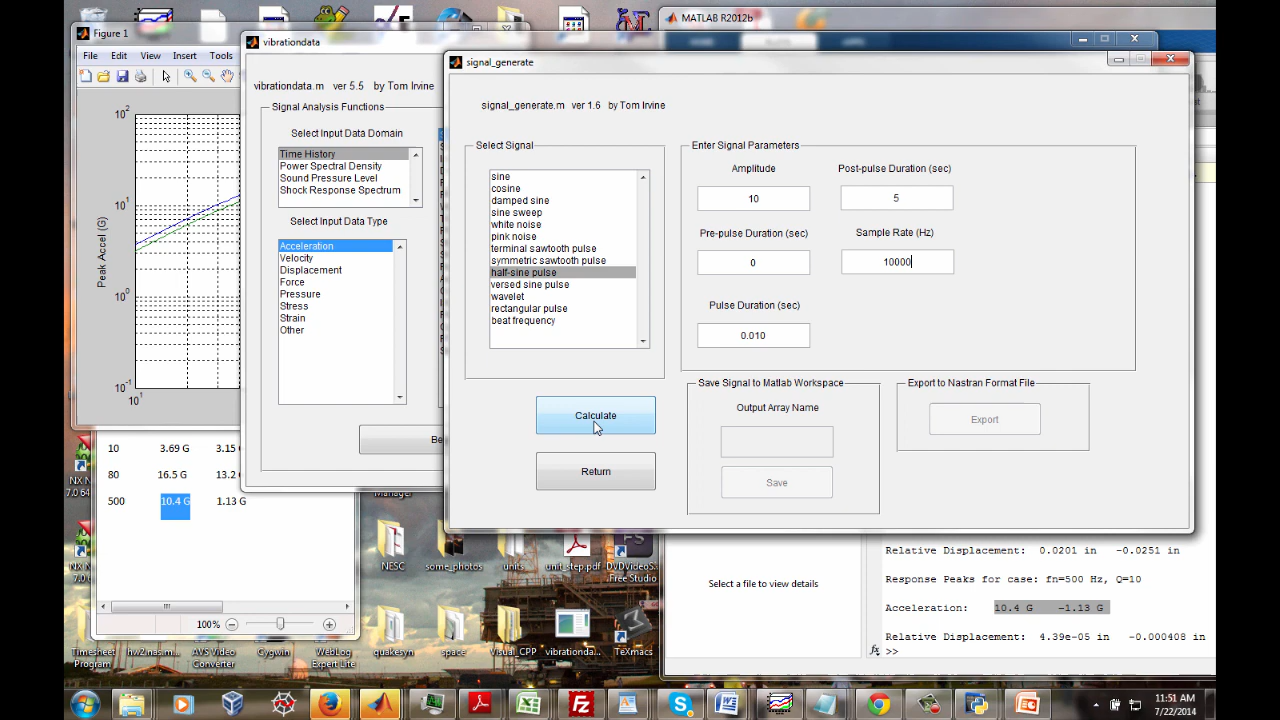 MATLAB R2012b
Figure 1
File Edit View Insert Tools
10^2
10^1
10^0
10^-1
10^1
Peak Accel (G)
vibrationdata
vibrationdata.m ver 5.5 by Tom Irvine
Signal Analysis Functions
Select Input Data Domain
Time History
Power Spectral Density
Sound Pressure Level
Shock Response Spectrum
Select Input Data Type
Acceleration
Velocity
Displacement
Force
Pressure
Stress
Strain
Other
signal_generate
signal_generate.m ver 1.6 by Tom Irvine
Select Signal
sine
cosine
damped sine
sine sweep
white noise
pink noise
terminal sawtooth pulse
symmetric sawtooth pulse
half-sine pulse
versed sine pulse
wavelet
rectangular pulse
beat frequency
Calculate
Return
Enter Signal Parameters
Amplitude
10
Post-pulse Duration (sec)
5
Pre-pulse Duration (sec)
0
Sample Rate (Hz)
10000
Pulse Duration (sec)
0.010
Save Signal to Matlab Workspace
Output Array Name
Save
Export to Nastran Format File
Export
10 3.69 G 3.15
80 16.5 G 13.2
500 10.4 G 1.13 G
100%
Select a file to view details
Relative Displacement: 0.0201 in -0.0251 in
Response Peaks for case: fn=500 Hz, Q=10
Acceleration: 10.4 G -1.13 G
Relative Displacement: 4.39e-05 in -0.000408 in
fx >>
Manager
NESC
some_photos
units
unit_step.pdf
DVDVideoS...
Free Studio
Timesheet
Program
hw2.nas.m...
AVS Video
Converter
Cygwin
WebLog
Expert Lite
quakesyn
space
Visual_CPP
vibrationda...
TeXmacs
11:51 AM
7/22/2014